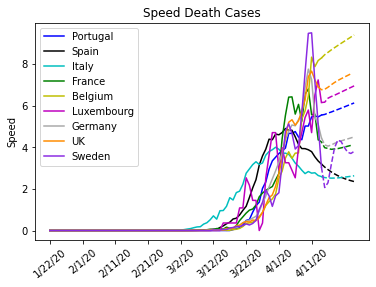 Speed Death Cases
Speed
8
6
4
2
0
Portugal
Spain
Italy
France
Belgium
Luxembourg
Germany
UK
Sweden
1/22/20
2/1/20
2/11/20
2/21/20
3/2/20
3/12/20
3/22/20
4/1/20
4/11/20